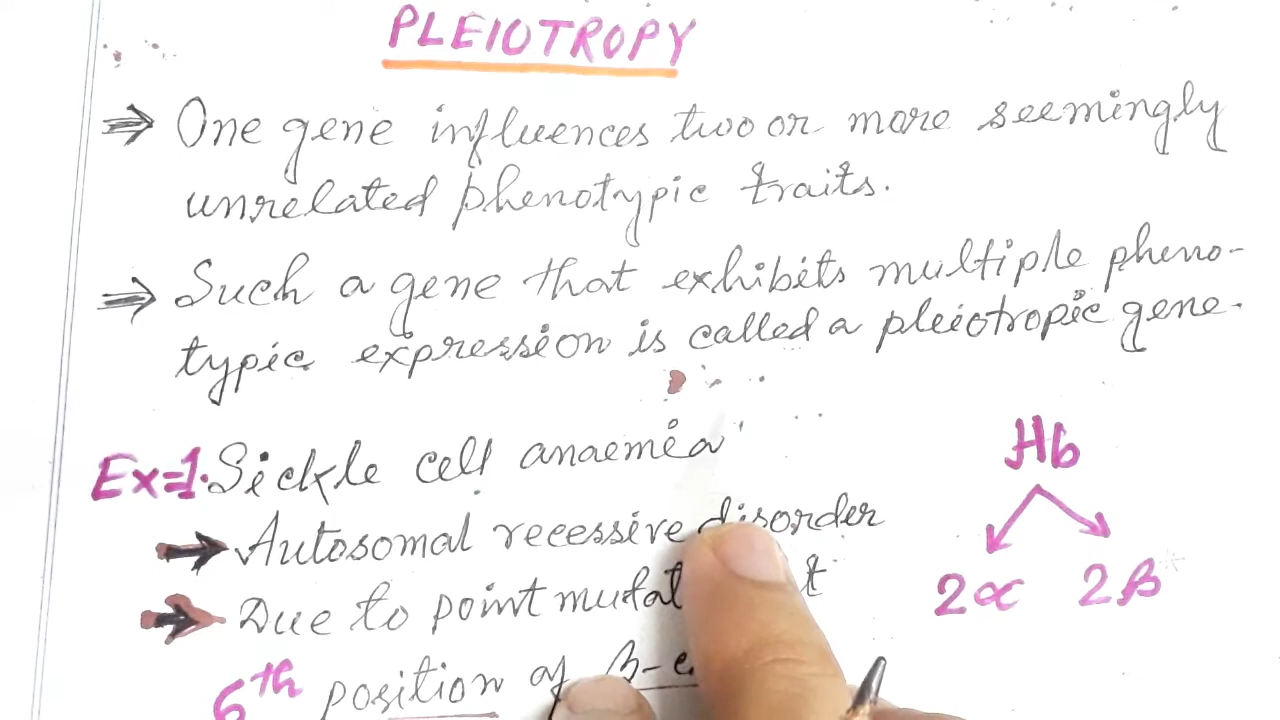 PLEIOTROPY
⇒ One gene influences two or more seemingly
unrelated phenotypic traits.
⇒ Such a gene that exhibits multiple pheno-
typic expression is called a pleiotropic gene.
Ex=1. Sickle cell anaemia
→ Autosomal recessive disorder
→ Due to point
6th position of β-
Hb
2α 2β